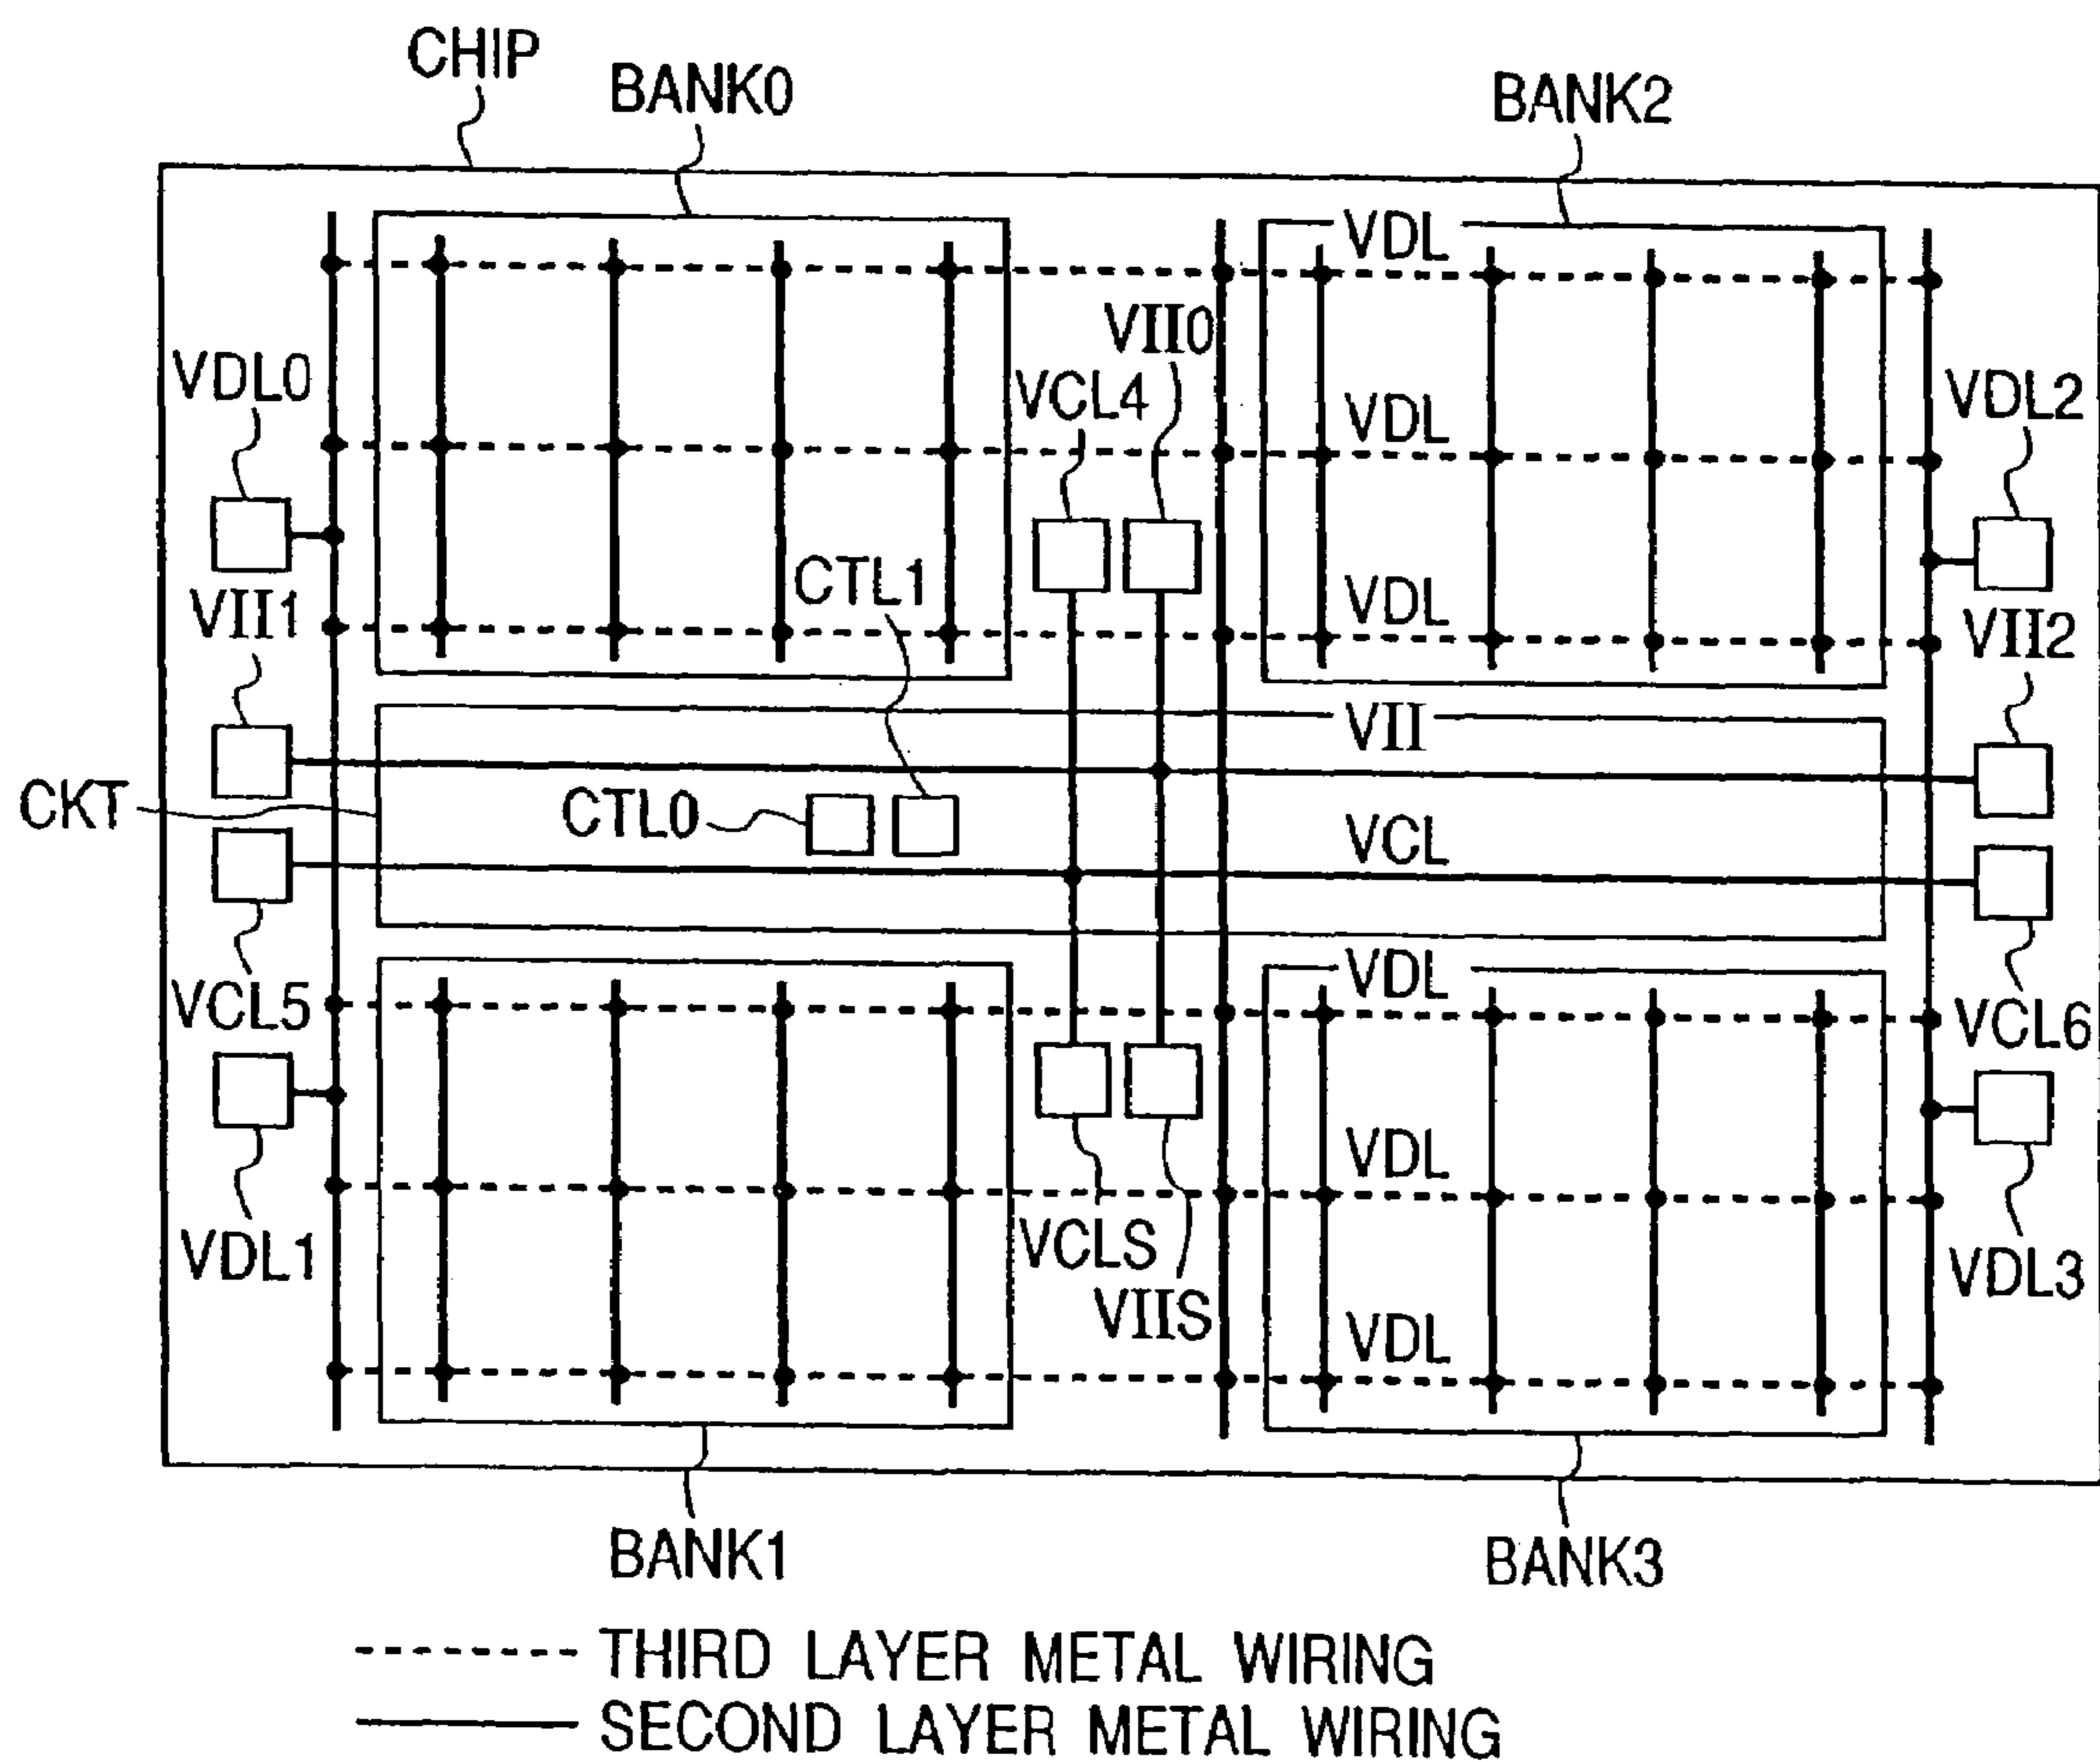 CHIP
BANK0
BANK2
VDL
VII0
VDL0
VCL4
VDL
VDL2
CTL1
VII1
VDL
VII2
VII
CKT
CTL0
VCL
VCL5
VDL
VCL6
VDL
VDL1
VCLS
VDL3
VIIS
VDL
BANK1
BANK3
THIRD LAYER METAL WIRING
SECOND LAYER METAL WIRING